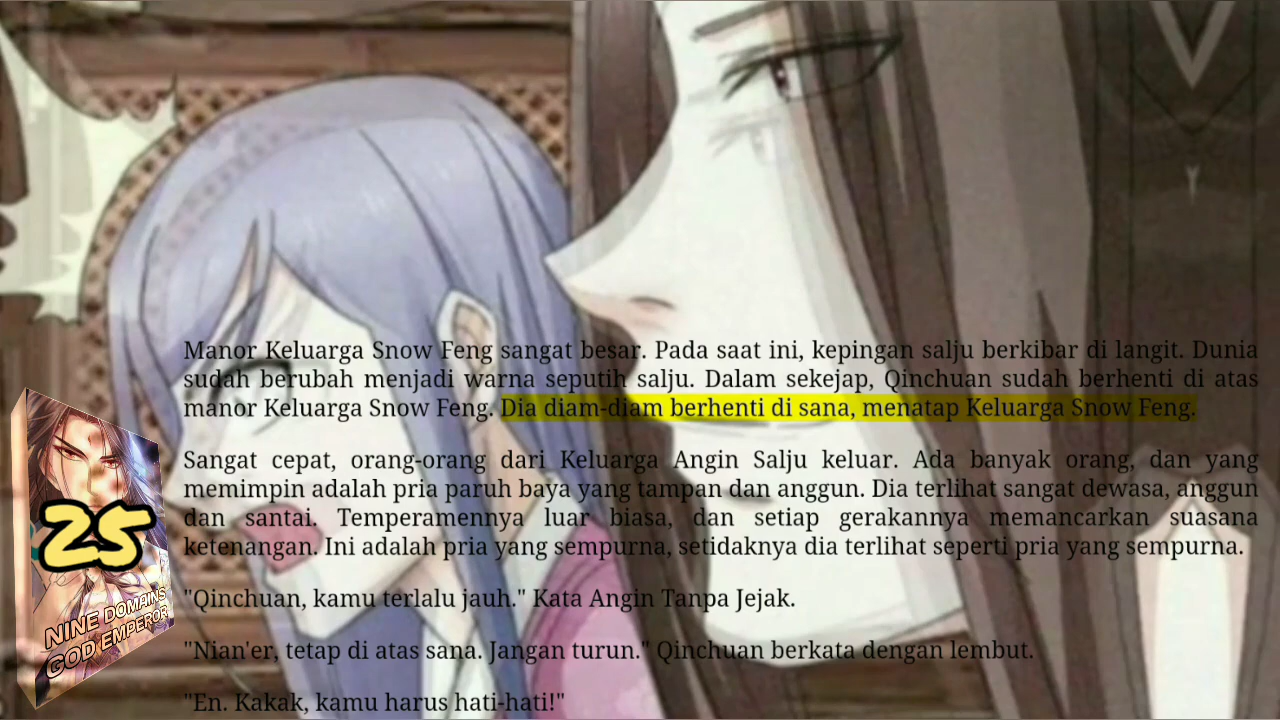 Manor Keluarga Snow Feng sangat besar. Pada saat ini, kepingan salju berkibar di langit. Dunia
sudah berubah menjadi warna seputih salju. Dalam sekejap, Qinchuan sudah berhenti di atas
manor Keluarga Snow Feng. Dia diam-diam berhenti di sana, menatap Keluarga Snow Feng.
Sangat cepat, orang-orang dari Keluarga Angin Salju keluar. Ada banyak orang, dan yang
memimpin adalah pria paruh baya yang tampan dan anggun. Dia terlihat sangat dewasa, anggun
dan santai. Temperamennya luar biasa, dan setiap gerakannya memancarkan suasana
ketenangan. Ini adalah pria yang sempurna, setidaknya dia terlihat seperti pria yang sempurna.
"Qinchuan, kamu terlalu jauh." Kata Angin Tanpa Jejak.
"Nian'er, tetap di atas sana. Jangan turun." Qinchuan berkata dengan lembut.
"En. Kakak, kamu harus hati-hati!"
25
NINE DOMAINS
GOD EMPEROR